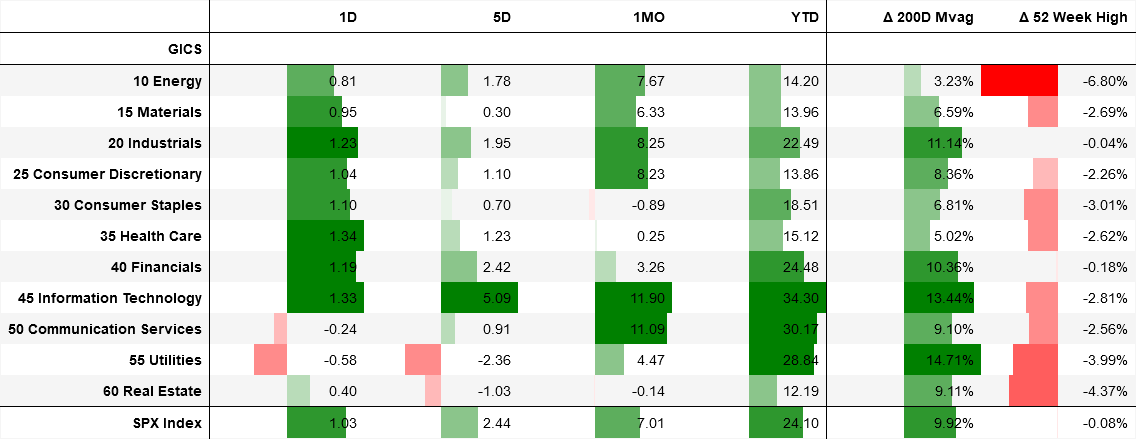 1D 5D 1MO YTD Δ 200D Mvag Δ 52 Week High
GICS
10 Energy 0.81 1.78 7.67 14.20 3.23% -6.80%
15 Materials 0.95 0.30 6.33 13.96 6.59% -2.69%
20 Industrials 1.23 1.95 8.25 22.49 11.14% -0.04%
25 Consumer Discretionary 1.04 1.10 8.23 13.86 8.36% -2.26%
30 Consumer Staples 1.10 0.70 -0.89 18.51 6.81% -3.01%
35 Health Care 1.34 1.23 0.25 15.12 5.02% -2.62%
40 Financials 1.19 2.42 3.26 24.48 10.36% -0.18%
45 Information Technology 1.33 5.09 11.90 34.30 13.44% -2.81%
50 Communication Services -0.24 0.91 11.09 30.17 9.10% -2.56%
55 Utilities -0.58 -2.36 4.47 28.84 14.71% -3.99%
60 Real Estate 0.40 -1.03 -0.14 12.19 9.11% -4.37%
SPX Index 1.03 2.44 7.01 24.10 9.92% -0.08%